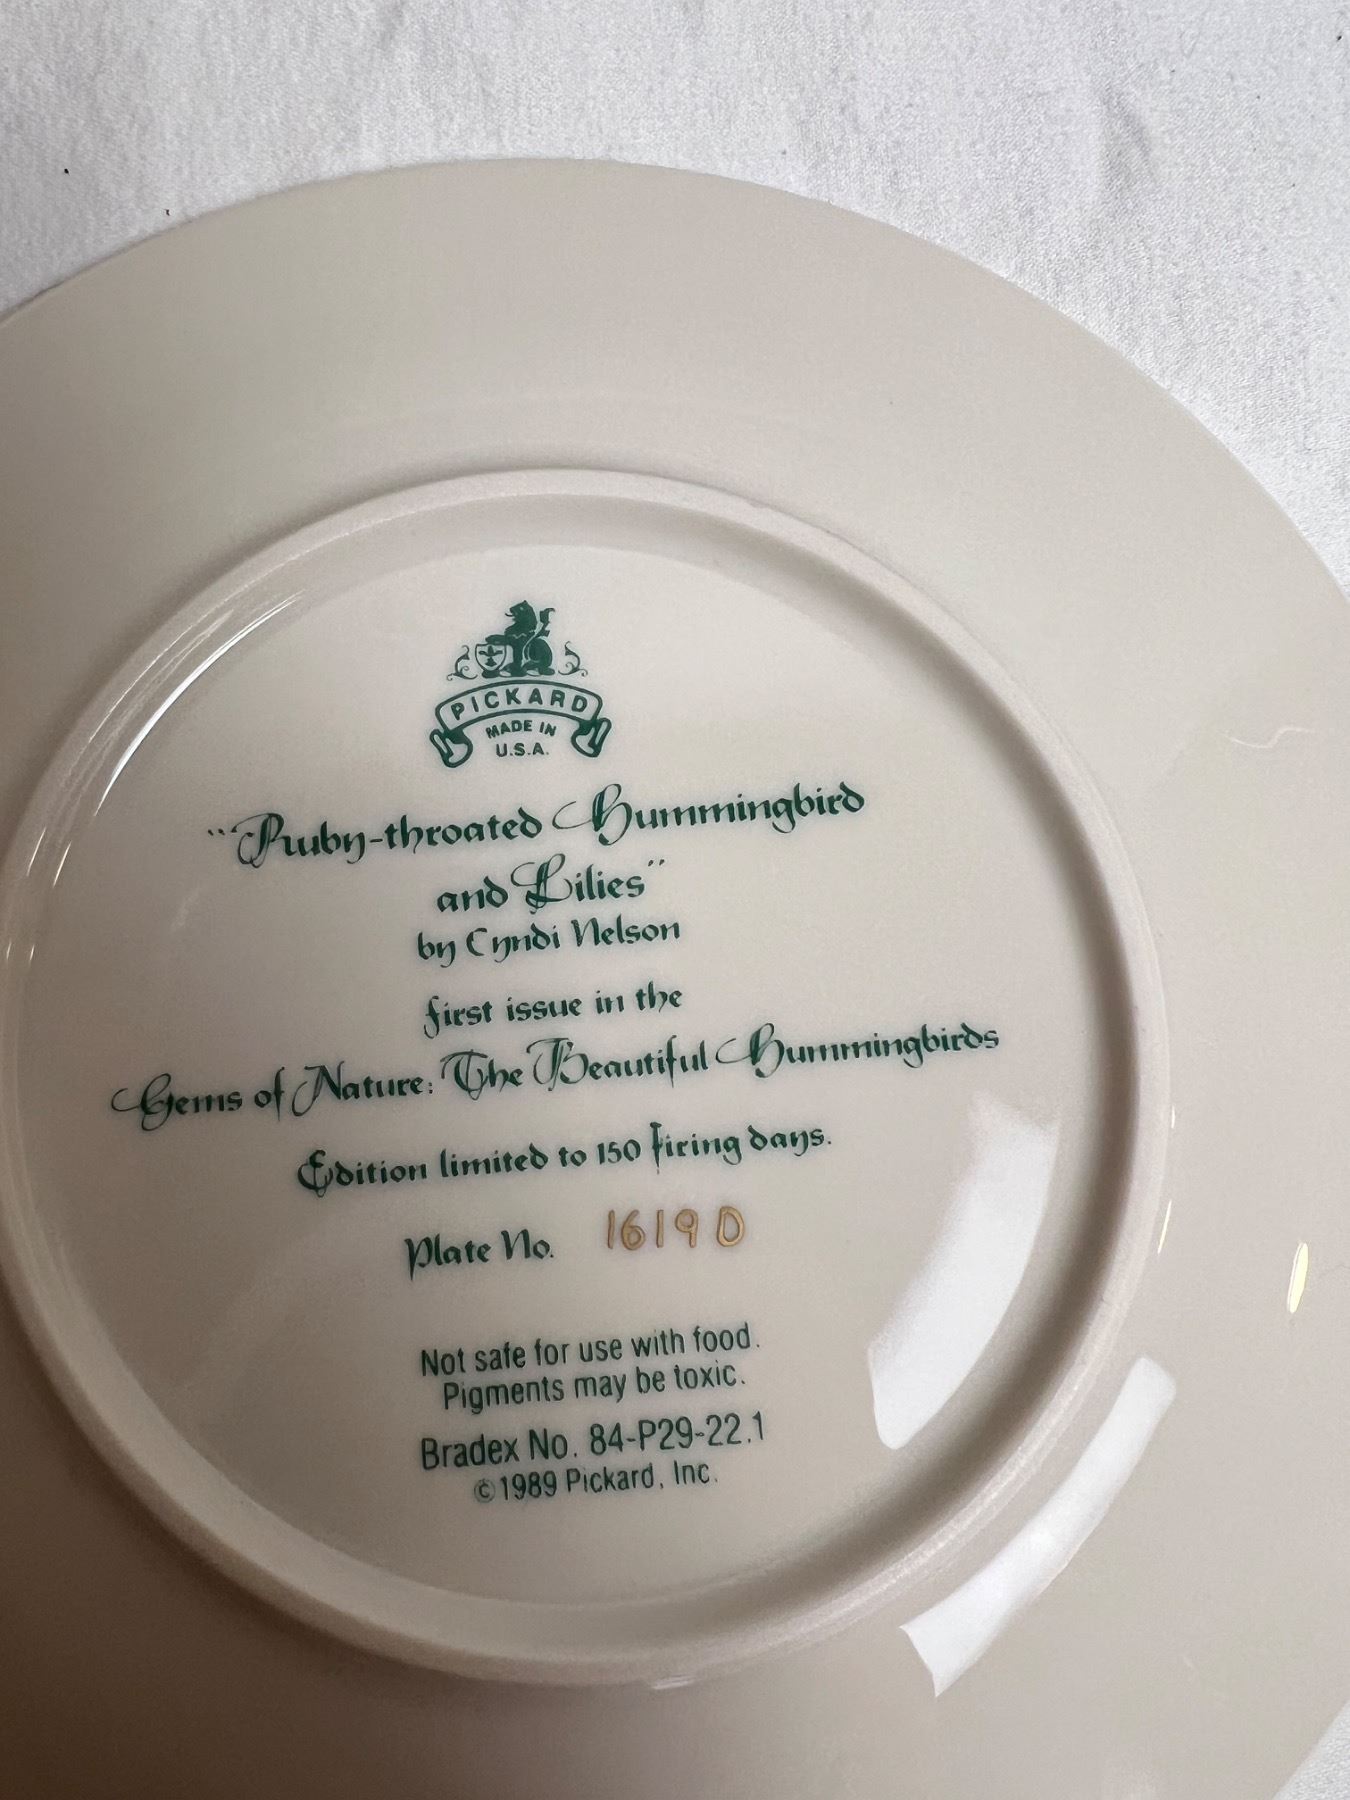 PICKARD
MADE IN
U.S.A.
"Ruby-throated Hummingbird
and Lilies"
by Cyndi Nelson
first issue in the
Gems of Nature: The Beautiful Hummingbirds
Edition limited to 150 firing days.
Plate No. 1619D
Not safe for use with food.
Pigments may be toxic.
Bradex No. 84-P29-22.1
©1989 Pickard, Inc.